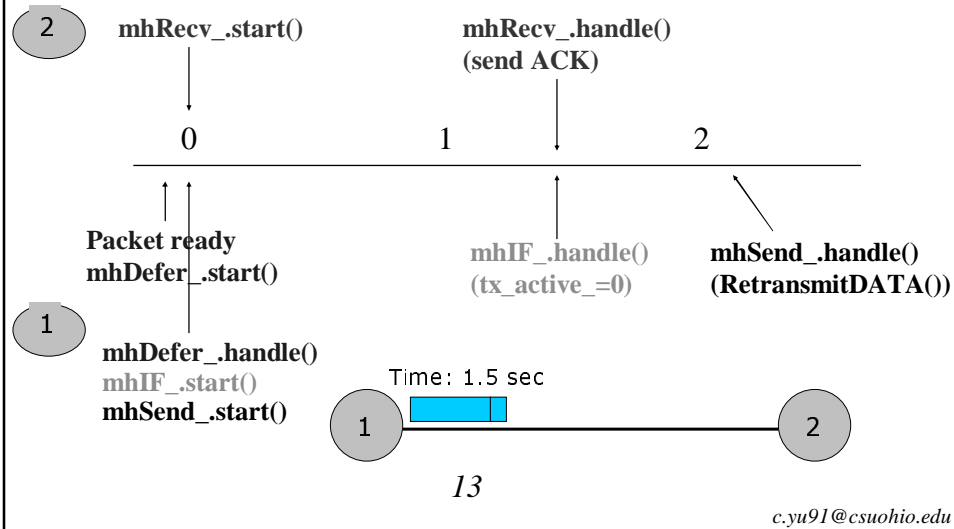 2
mhRecv_.start()
mhRecv_.handle()
(send ACK)
0
1
2
Packet ready
mhDefer_.start()
mhIF_.handle()
(tx_active_=0)
mhSend_.handle()
(RetransmitDATA())
1
mhDefer_.handle()
mhIF_.start()
mhSend_.start()
Time: 1.5 sec
1
2
13
c.yu91@csuohio.edu